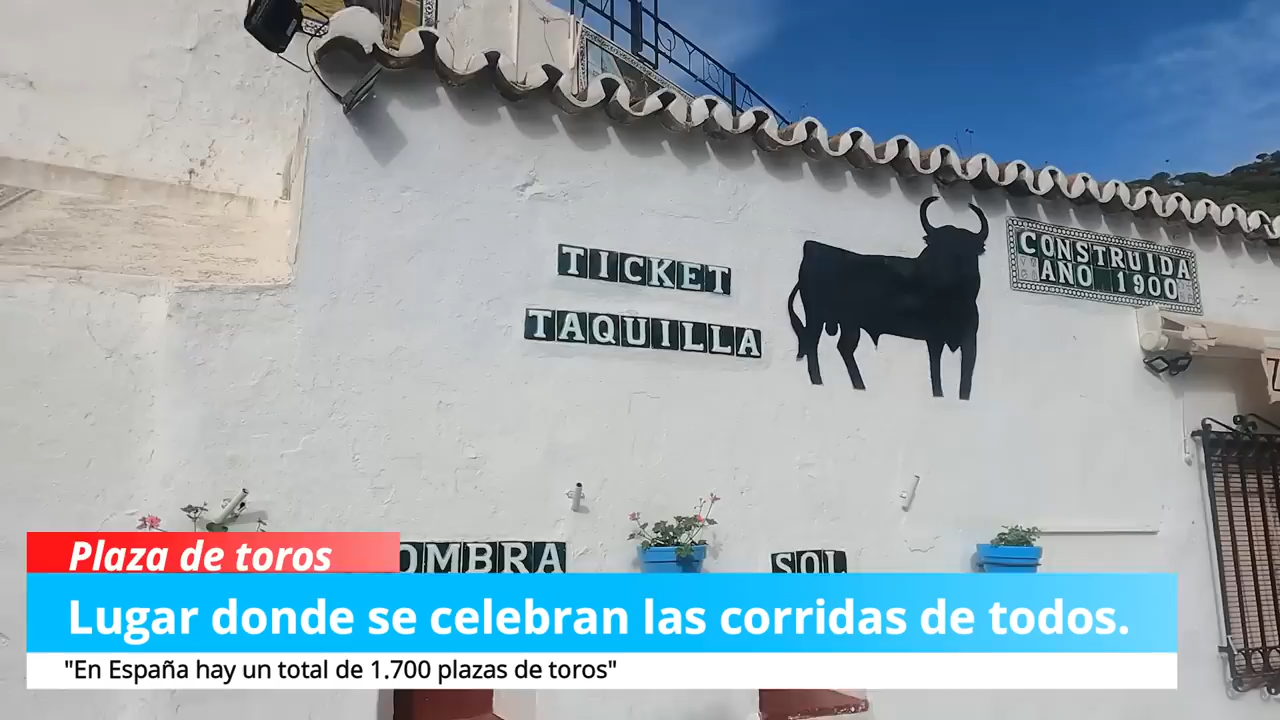 TICKET
TAQUILLA
CONSTRUIDA
AÑO 1900
OMBRA
SOL
Plaza de toros
Lugar donde se celebran las corridas de todos.
"En España hay un total de 1.700 plazas de toros"